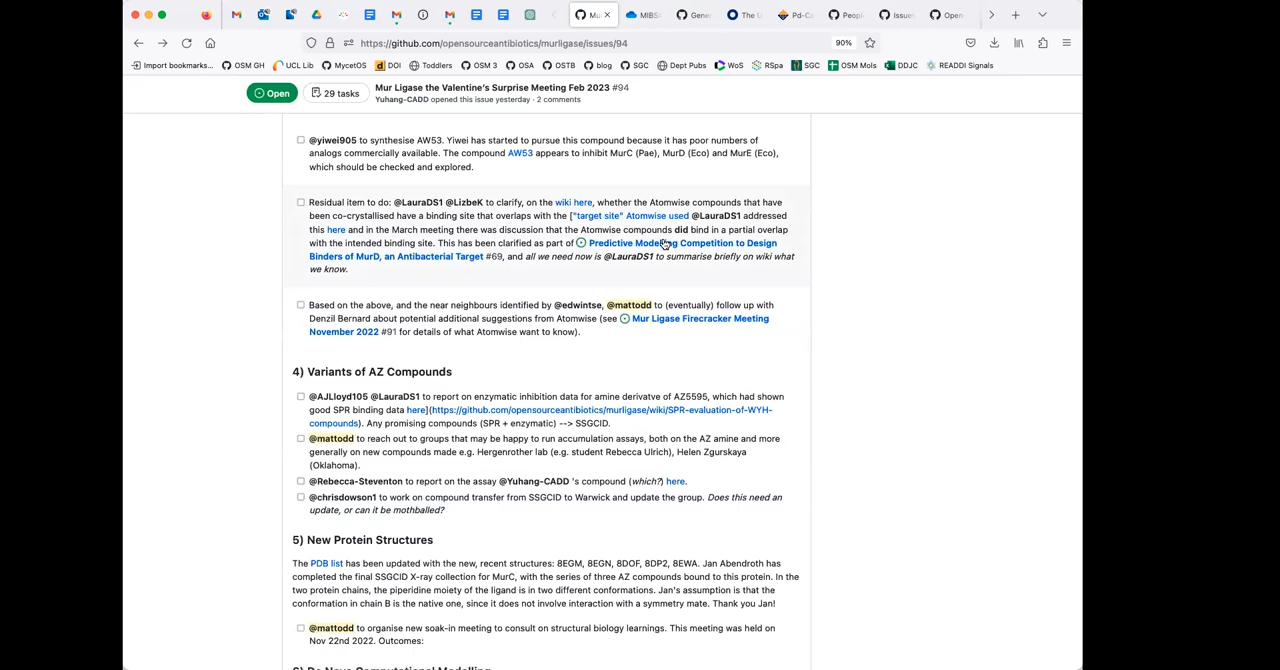 Mu
MIBS
Gener
The U
Pd-Ca
Peopl
Issues
Open
https://github.com/opensourceantibiotics/murligase/issues/94
90%
Import bookmarks... OSM GH UCL Lib MycetOS DOI Toddlers OSM 3 OSA OSTB blog SGC Dept Pubs WoS RSpa SGC OSM Mols DDJC READDI Signals
Open
29 tasks
Mur Ligase the Valentine's Surprise Meeting Feb 2023 #94
Yuhang-CADD opened this issue yesterday · 2 comments
@yiwei905 to synthesise AW53. Yiwei has started to pursue this compound because it has poor numbers of
analogs commercially available. The compound AW53 appears to inhibit MurC (Pae), MurD (Eco) and MurE (Eco),
which should be checked and explored.
Residual item to do: @LauraDS1 @LizbeK to clarify, on the wiki here, whether the Atomwise compounds that have
been co-crystallised have a binding site that overlaps with the ["target site" Atomwise used @LauraDS1 addressed
this here and in the March meeting there was discussion that the Atomwise compounds did bind in a partial overlap
with the intended binding site. This has been clarified as part of Predictive Modeling Competition to Design
Binders of MurD, an Antibacterial Target #69, and all we need now is @LauraDS1 to summarise briefly on wiki what
we know.
Based on the above, and the near neighbours identified by @edwintse, @mattodd to (eventually) follow up with
Denzil Bernard about potential additional suggestions from Atomwise (see Mur Ligase Firecracker Meeting
November 2022 #91 for details of what Atomwise want to know).
4) Variants of AZ Compounds
@AJLloyd105 @LauraDS1 to report on enzymatic inhibition data for amine derivatve of AZ5595, which had shown
good SPR binding data here](https://github.com/opensourceantibiotics/murligase/wiki/SPR-evaluation-of-WYH-
compounds). Any promising compounds (SPR + enzymatic) --> SSGCID.
@mattodd to reach out to groups that may be happy to run accumulation assays, both on the AZ amine and more
generally on new compounds made e.g. Hergenrother lab (e.g. student Rebecca Ulrich), Helen Zgurskaya
(Oklahoma).
@Rebecca-Steventon to report on the assay @Yuhang-CADD 's compound (which?) here.
@chrisdowson1 to work on compound transfer from SSGCID to Warwick and update the group. Does this need an
update, or can it be mothballed?
5) New Protein Structures
The PDB list has been updated with the new, recent structures: 8EGM, 8EGN, 8DOF, 8DP2, 8EWA. Jan Abendroth has
completed the final SSGCID X-ray collection for MurC, with the series of three AZ compounds bound to this protein. In the
two protein chains, the piperidine moiety of the ligand is in two different conformations. Jan's assumption is that the
conformation in chain B is the native one, since it does not involve interaction with a symmetry mate. Thank you Jan!
@mattodd to organise new soak-in meeting to consult on structural biology learnings. This meeting was held on
Nov 22nd 2022. Outcomes:
6) De Novo Computational Modelling